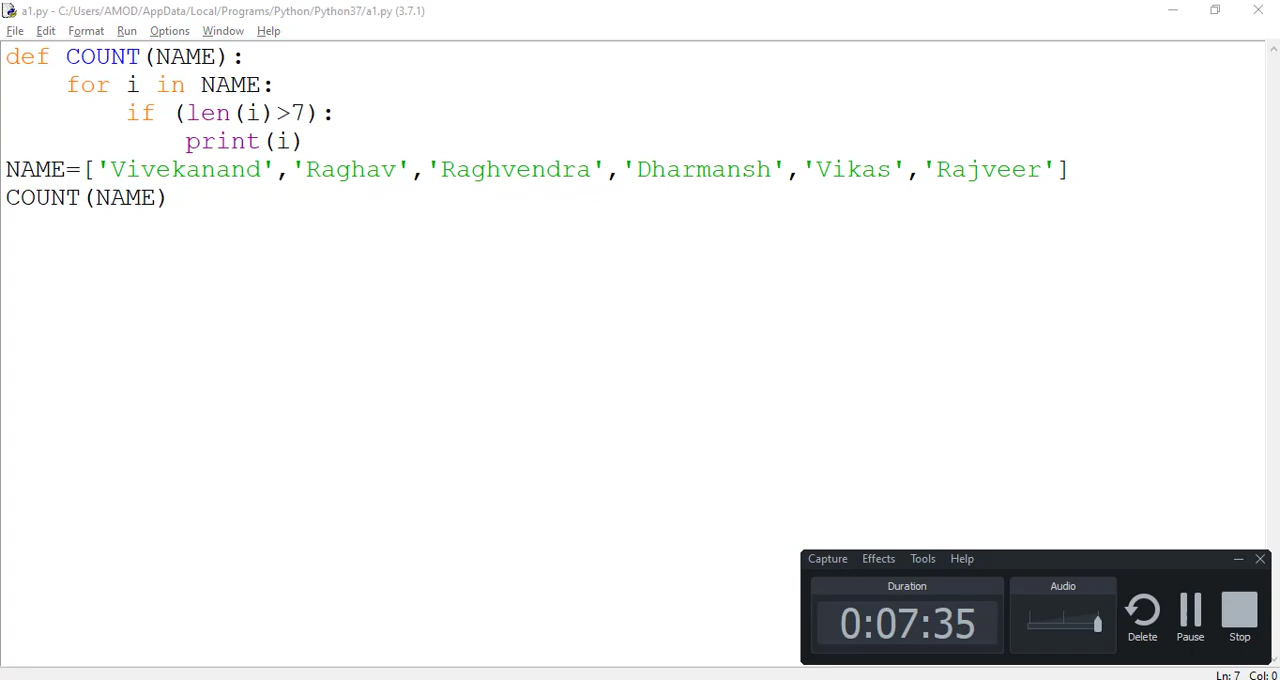 a1.py - C:/Users/AMOD/AppData/Local/Programs/Python/Python37/a1.py (3.7.1)
File Edit Format Run Options Window Help
def COUNT(NAME):
    for i in NAME:
        if (len(i)>7):
            print(i)
NAME=['Vivekanand','Raghav','Raghvendra','Dharmansh','Vikas','Rajveer']
COUNT(NAME)
Capture Effects Tools Help
Duration Audio
0:07:35
Delete Pause Stop
Ln: 7 Col: 0